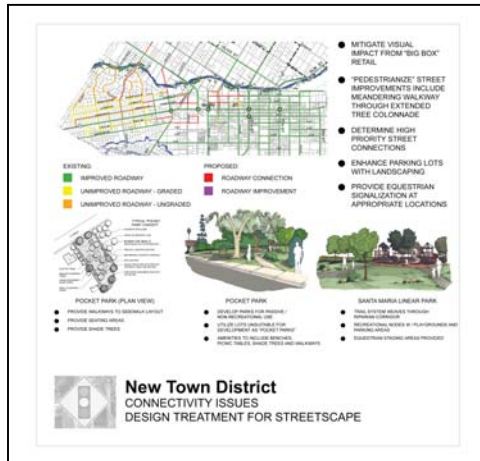 MITIGATE VISUAL
IMPACT FROM "BIG BOX"
RETAIL
"PEDESTRIANIZE" STREET
IMPROVEMENTS INCLUDE
MEANDERING WALKWAY
THROUGH EXTENDED
TREE COLONNADE
DETERMINE HIGH
PRIORITY STREET
CONNECTIONS
ENHANCE PARKING LOTS
WITH LANDSCAPING
PROVIDE EQUESTRIAN
SIGNALIZATION AT
APPROPRIATE LOCATIONS
EXISTING:
IMPROVED ROADWAY
UNIMPROVED ROADWAY - GRADED
UNIMPROVED ROADWAY - UNGRADED
PROPOSED:
ROADWAY CONNECTION
ROADWAY IMPROVEMENT
POCKET PARK (PLAN VIEW)
PROVIDE WALKWAYS TO SIDEWALK LAYOUT
PROVIDE SEATING AREAS
PROVIDE SHADE TREES
POCKET PARK
DEVELOP PARKS FOR PASSIVE /
NON-RECREATIONAL USE
UTILIZE LOTS UNSUITABLE FOR
DEVELOPMENT AS "POCKET PARKS"
AMENITIES TO INCLUDE BENCHES,
PICNIC TABLES, SHADE TREES AND WALKWAYS
SANTA MARIA LINEAR PARK
TRAIL SYSTEM WEAVES THROUGH
RIPARIAN CORRIDOR
RECREATIONAL NODES W / PLAYGROUNDS AND
PARKING AREAS
EQUESTRIAN STAGING AREAS PROVIDED
New Town District
CONNECTIVITY ISSUES
DESIGN TREATMENT FOR STREETSCAPE